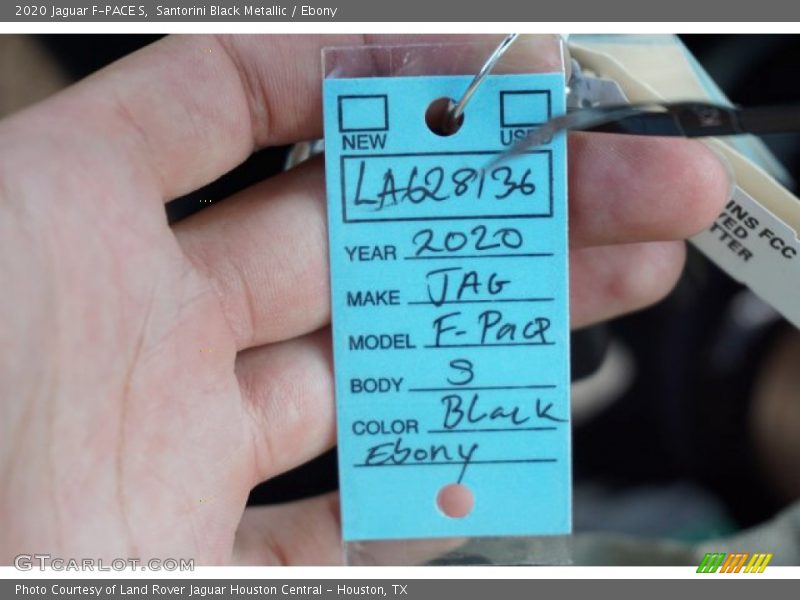 2020 Jaguar F-PACE S, Santorini Black Metallic / Ebony
NEW USED
LA628136
YEAR 2020
MAKE JAG
MODEL F-Pace
BODY S
COLOR Black
Ebony
INS FCC
YED
TTER
GTcarlot.com
Photo Courtesy of Land Rover Jaguar Houston Central - Houston, TX